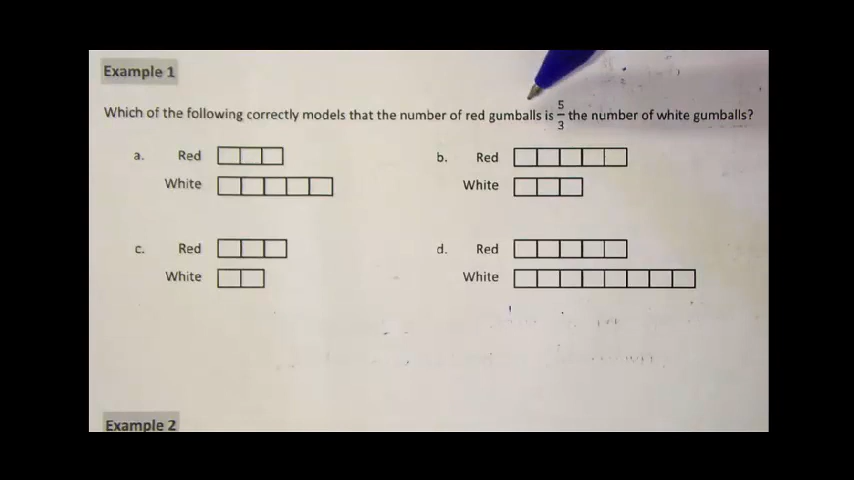 Example 1
Which of the following correctly models that the number of red gumballs is 5/3 the number of white gumballs?
a. Red
White
b. Red
White
c. Red
White
d. Red
White
Example 2